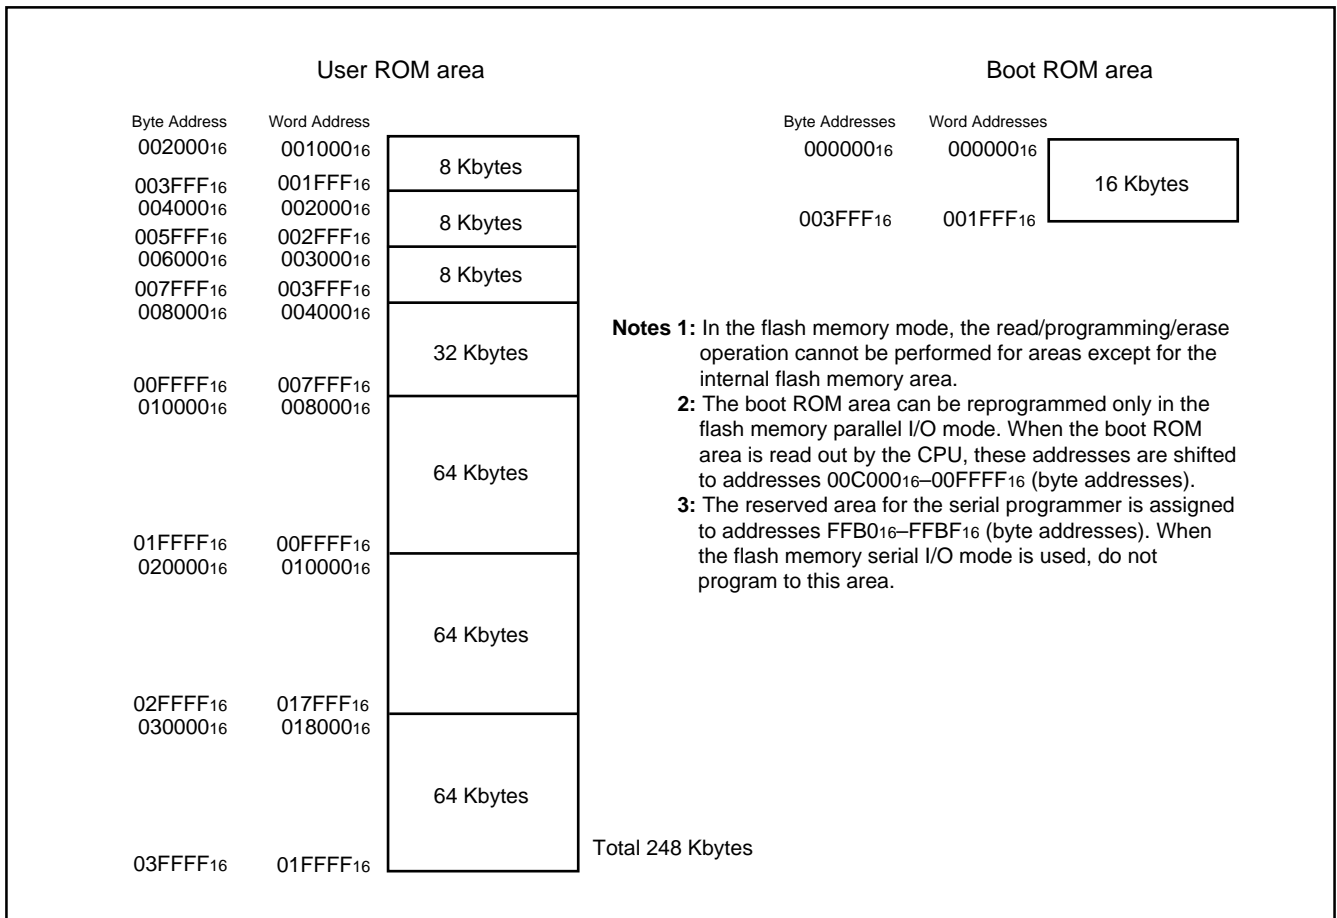 User ROM area
Byte Address Word Address
002000₁₆ 001000₁₆
8 Kbytes
003FFF₁₆ 001FFF₁₆
004000₁₆ 002000₁₆
8 Kbytes
005FFF₁₆ 002FFF₁₆
006000₁₆ 003000₁₆
8 Kbytes
007FFF₁₆ 003FFF₁₆
008000₁₆ 004000₁₆
32 Kbytes
00FFFF₁₆ 007FFF₁₆
010000₁₆ 008000₁₆
64 Kbytes
01FFFF₁₆ 00FFFF₁₆
020000₁₆ 010000₁₆
64 Kbytes
02FFFF₁₆ 017FFF₁₆
030000₁₆ 018000₁₆
64 Kbytes
03FFFF₁₆ 01FFFF₁₆
Total 248 Kbytes
Boot ROM area
Byte Addresses Word Addresses
000000₁₆ 000000₁₆
16 Kbytes
003FFF₁₆ 001FFF₁₆
Notes 1: In the flash memory mode, the read/programming/erase
operation cannot be performed for areas except for the
internal flash memory area.
2: The boot ROM area can be reprogrammed only in the
flash memory parallel I/O mode. When the boot ROM
area is read out by the CPU, these addresses are shifted
to addresses 00C000₁₆–00FFFF₁₆ (byte addresses).
3: The reserved area for the serial programmer is assigned
to addresses FFB0₁₆–FFBF₁₆ (byte addresses). When
the flash memory serial I/O mode is used, do not
program to this area.